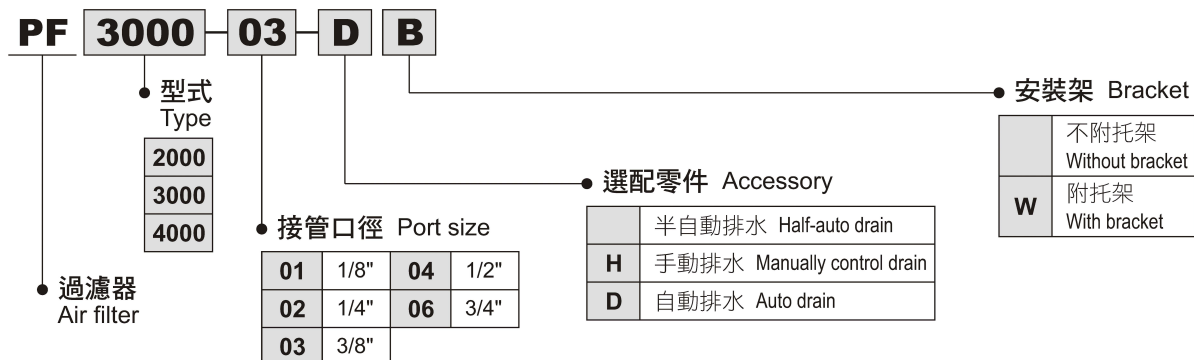 PF 3000-03-D B
型式
Type
2000
3000
4000
安裝架 Bracket
不附托架
Without bracket
W 附托架
With bracket
選配零件 Accessory
半自動排水 Half-auto drain
H 手動排水 Manually control drain
D 自動排水 Auto drain
接管口徑 Port size
01 1/8" 04 1/2"
02 1/4" 06 3/4"
03 3/8"
過濾器
Air filter